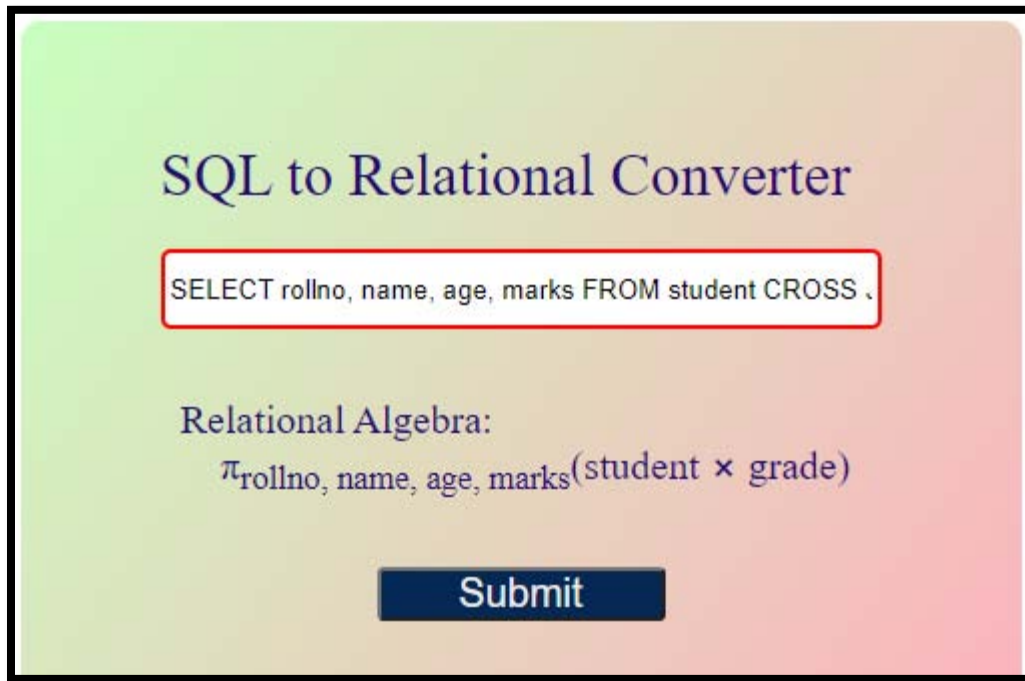 SQL to Relational Converter
SELECT rollno, name, age, marks FROM student CROSS
Relational Algebra:
πrollno, name, age, marks(student × grade)
Submit